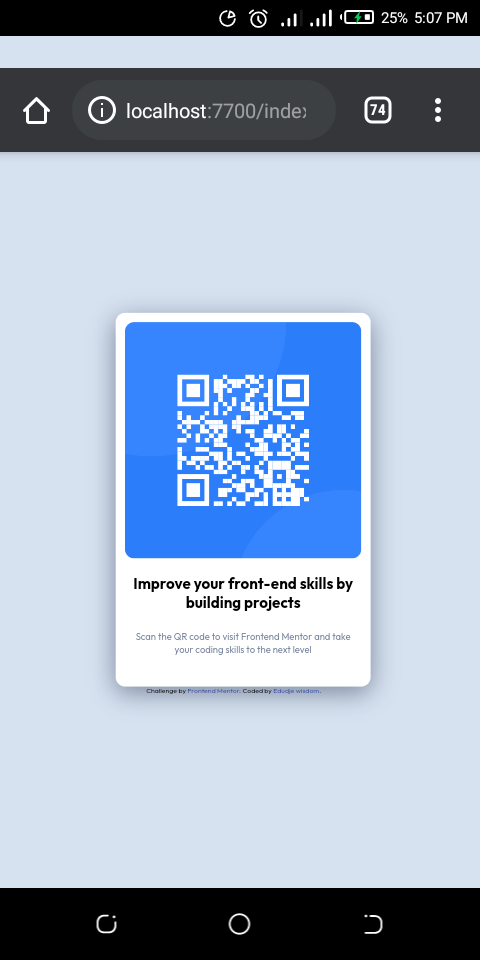 25% 5:07 PM
localhost:7700/index
74
Improve your front-end skills by
building projects
Scan the QR code to visit Frontend Mentor and take
your coding skills to the next level
Challenge by Frontend Mentor. Coded by Edodje wisdom.